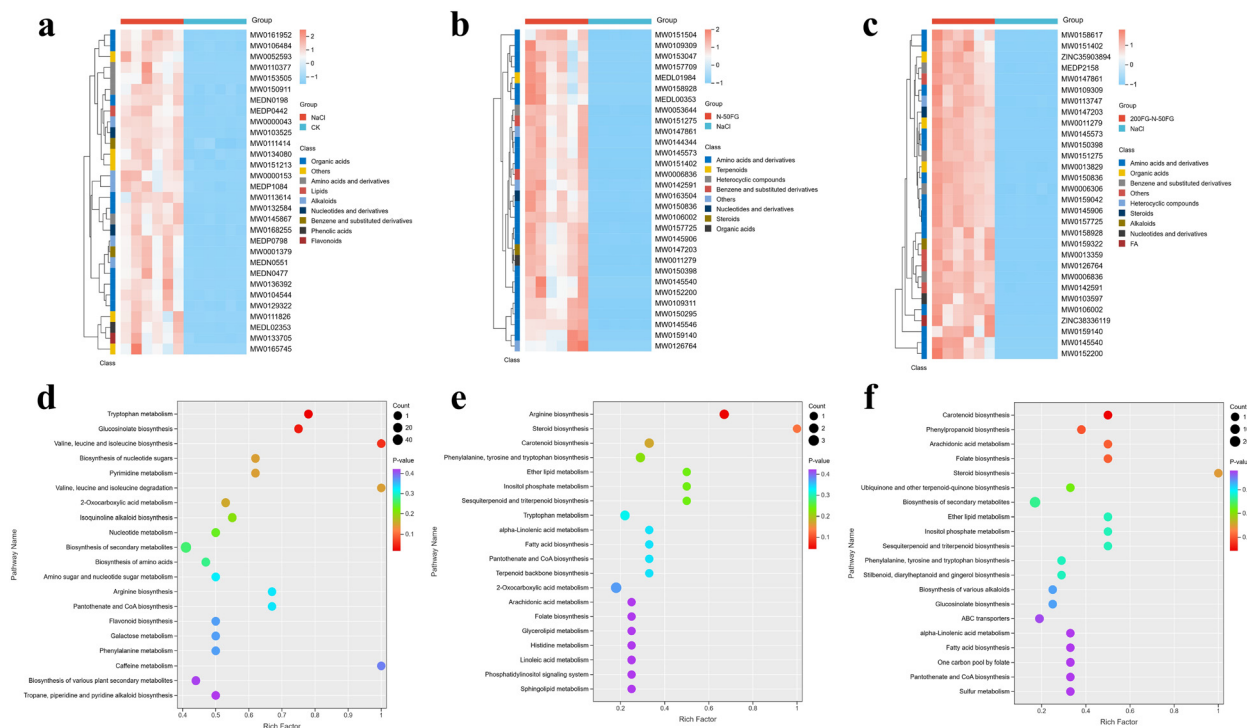 a
Group
MW0161952
MW0106484
MW0052593
MW0110377
MW0153505
MW0150911
MEDN0198
MEDP0442
MW0000043
MW0103525
MW0111414
MW0134080
MW0151213
MW0000153
MEDP1084
MW0113614
MW0132584
MW0145867
MW0168255
MEDP0798
MW0001379
MEDN0551
MEDN0477
MW0136392
MW0104544
MW0129322
MW0111826
MEDL02353
MW0133705
MW0165745
Class
2
1
0
−1
Group
NaCl
CK
Class
Organic acids
Others
Amino acids and derivatives
Lipids
Alkaloids
Nucleotides and derivatives
Benzene and substituted derivatives
Phenolic acids
Flavonoids
b
Group
MW0151504
MW0109309
MW0153047
MW0157709
MEDL01984
MW0158928
MEDL00353
MW0053644
MW0151275
MW0147861
MW0144344
MW0145573
MW0151402
MW0006836
MW0142591
MW0163504
MW0150836
MW0106002
MW0157725
MW0145906
MW0147203
MW0011279
MW0150398
MW0145540
MW0152200
MW0109311
MW0150295
MW0145546
MW0159140
MW0126764
Class
2
1
0
−1
Group
N-50FG
NaCl
Class
Amino acids and derivatives
Terpenoids
Heterocyclic compounds
Benzene and substituted derivatives
Others
Nucleotides and derivatives
Steroids
Organic acids
c
Group
MW0158617
MW0151402
ZINC35903894
MEDP2158
MW0147861
MW0109309
MW0113747
MW0147203
MW0011279
MW0145573
MW0150398
MW0151275
MW0013829
MW0150836
MW0006306
MW0159042
MW0145906
MW0157725
MW0158928
MW0159322
MW0013359
MW0126764
MW0006836
MW0142591
MW0103597
MW0106002
ZINC38336119
MW0159140
MW0145540
MW0152200
Class
1
0
−1
Group
200FG-N-50FG
NaCl
Class
Amino acids and derivatives
Organic acids
Benzene and substituted derivatives
Others
Heterocyclic compounds
Steroids
Alkaloids
Nucleotides and derivatives
FA
d
Pathway Name
Tryptophan metabolism
Glucosinolate biosynthesis
Valine, leucine and isoleucine biosynthesis
Biosynthesis of nucleotide sugars
Pyrimidine metabolism
Valine, leucine and isoleucine degradation
2-Oxocarboxylic acid metabolism
Isoquinoline alkaloid biosynthesis
Nucleotide metabolism
Biosynthesis of secondary metabolites
Biosynthesis of amino acids
Amino sugar and nucleotide sugar metabolism
Arginine biosynthesis
Pantothenate and CoA biosynthesis
Flavonoid biosynthesis
Galactose metabolism
Phenylalanine metabolism
Caffeine metabolism
Biosynthesis of various plant secondary metabolites
Tropane, piperidine and pyridine alkaloid biosynthesis
0.4 0.5 0.6 0.7 0.8 0.9 1
Rich Factor
Count
1
20
40
P-value
0.4
0.3
0.2
0.1
e
Pathway Name
Arginine biosynthesis
Steroid biosynthesis
Carotenoid biosynthesis
Phenylalanine, tyrosine and tryptophan biosynthesis
Ether lipid metabolism
Inositol phosphate metabolism
Sesquiterpenoid and triterpenoid biosynthesis
Tryptophan metabolism
alpha-Linolenic acid metabolism
Fatty acid biosynthesis
Pantothenate and CoA biosynthesis
Terpenoid backbone biosynthesis
2-Oxocarboxylic acid metabolism
Arachidonic acid metabolism
Folate biosynthesis
Glycerolipid metabolism
Histidine metabolism
Linoleic acid metabolism
Phosphatidylinositol signaling system
Sphingolipid metabolism
0.2 0.4 0.6 0.8 1
Rich Factor
Count
1
2
3
P-value
0.4
0.3
0.2
0.1
f
Pathway Name
Carotenoid biosynthesis
Phenylpropanoid biosynthesis
Arachidonic acid metabolism
Folate biosynthesis
Steroid biosynthesis
Ubiquinone and other terpenoid-quinone biosynthesis
Biosynthesis of secondary metabolites
Ether lipid metabolism
Inositol phosphate metabolism
Sesquiterpenoid and triterpenoid biosynthesis
Phenylalanine, tyrosine and tryptophan biosynthesis
Stilbenoid, diarylheptanoid and gingerol biosynthesis
Biosynthesis of various alkaloids
Glucosinolate biosynthesis
ABC transporters
alpha-Linolenic acid metabolism
Fatty acid biosynthesis
One carbon pool by folate
Pantothenate and CoA biosynthesis
Sulfur metabolism
0.2 0.4 0.6 0.8 1
Rich Factor
Count
P-value